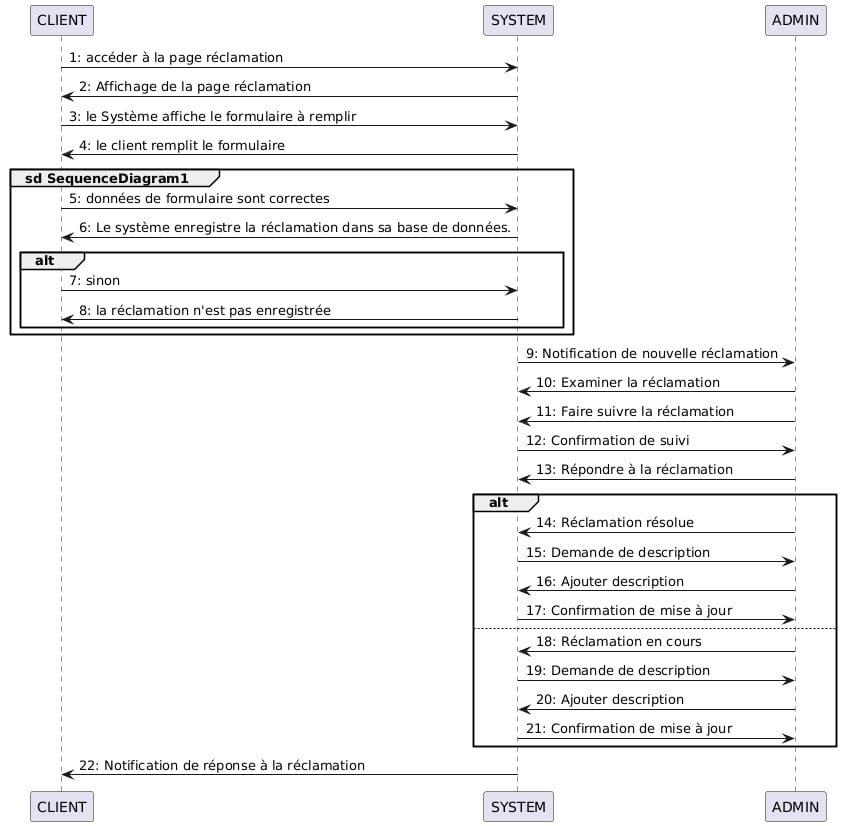 CLIENT SYSTEM ADMIN
1: accéder à la page réclamation
2: Affichage de la page réclamation
3: le Système affiche le formulaire à remplir
4: le client remplit le formulaire
sd SequenceDiagram1
5: données de formulaire sont correctes
6: Le système enregistre la réclamation dans sa base de données.
alt
7: sinon
8: la réclamation n'est pas enregistrée
9: Notification de nouvelle réclamation
10: Examiner la réclamation
11: Faire suivre la réclamation
12: Confirmation de suivi
13: Répondre à la réclamation
alt
14: Réclamation résolue
15: Demande de description
16: Ajouter description
17: Confirmation de mise à jour
18: Réclamation en cours
19: Demande de description
20: Ajouter description
21: Confirmation de mise à jour
22: Notification de réponse à la réclamation
CLIENT SYSTEM ADMIN